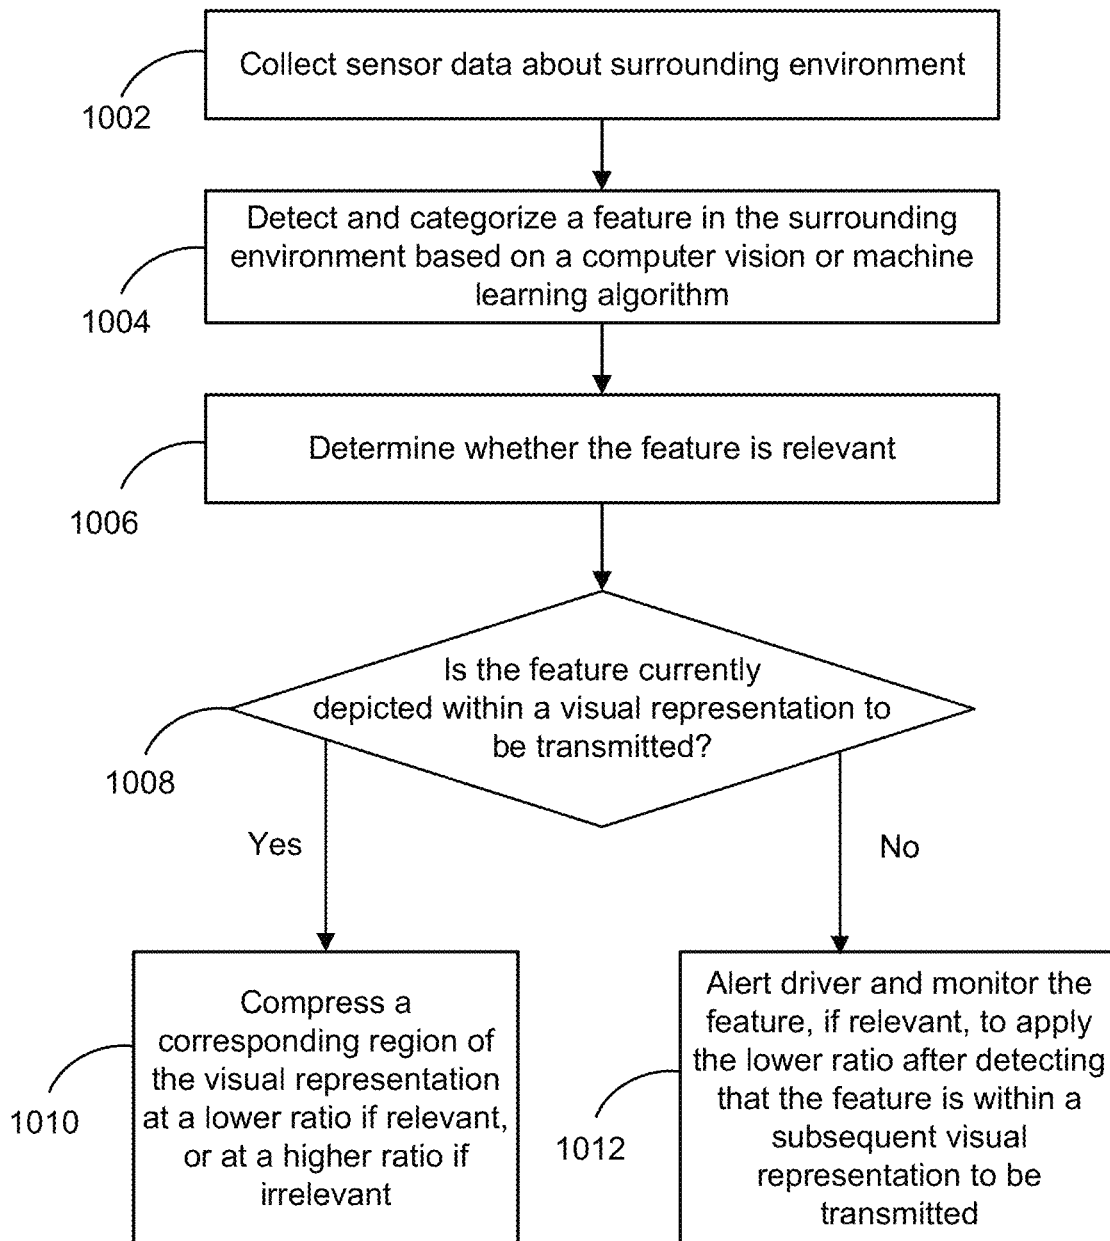 Collect sensor data about surrounding environment
1002
Detect and categorize a feature in the surrounding
environment based on a computer vision or machine
learning algorithm
1004
Determine whether the feature is relevant
1006
Is the feature currently
depicted within a visual representation to
be transmitted?
1008
Yes
No
Compress a
corresponding region of
the visual representation
at a lower ratio if relevant,
or at a higher ratio if
irrelevant
1010
Alert driver and monitor the
feature, if relevant, to apply
the lower ratio after detecting
that the feature is within a
subsequent visual
representation to be
transmitted
1012